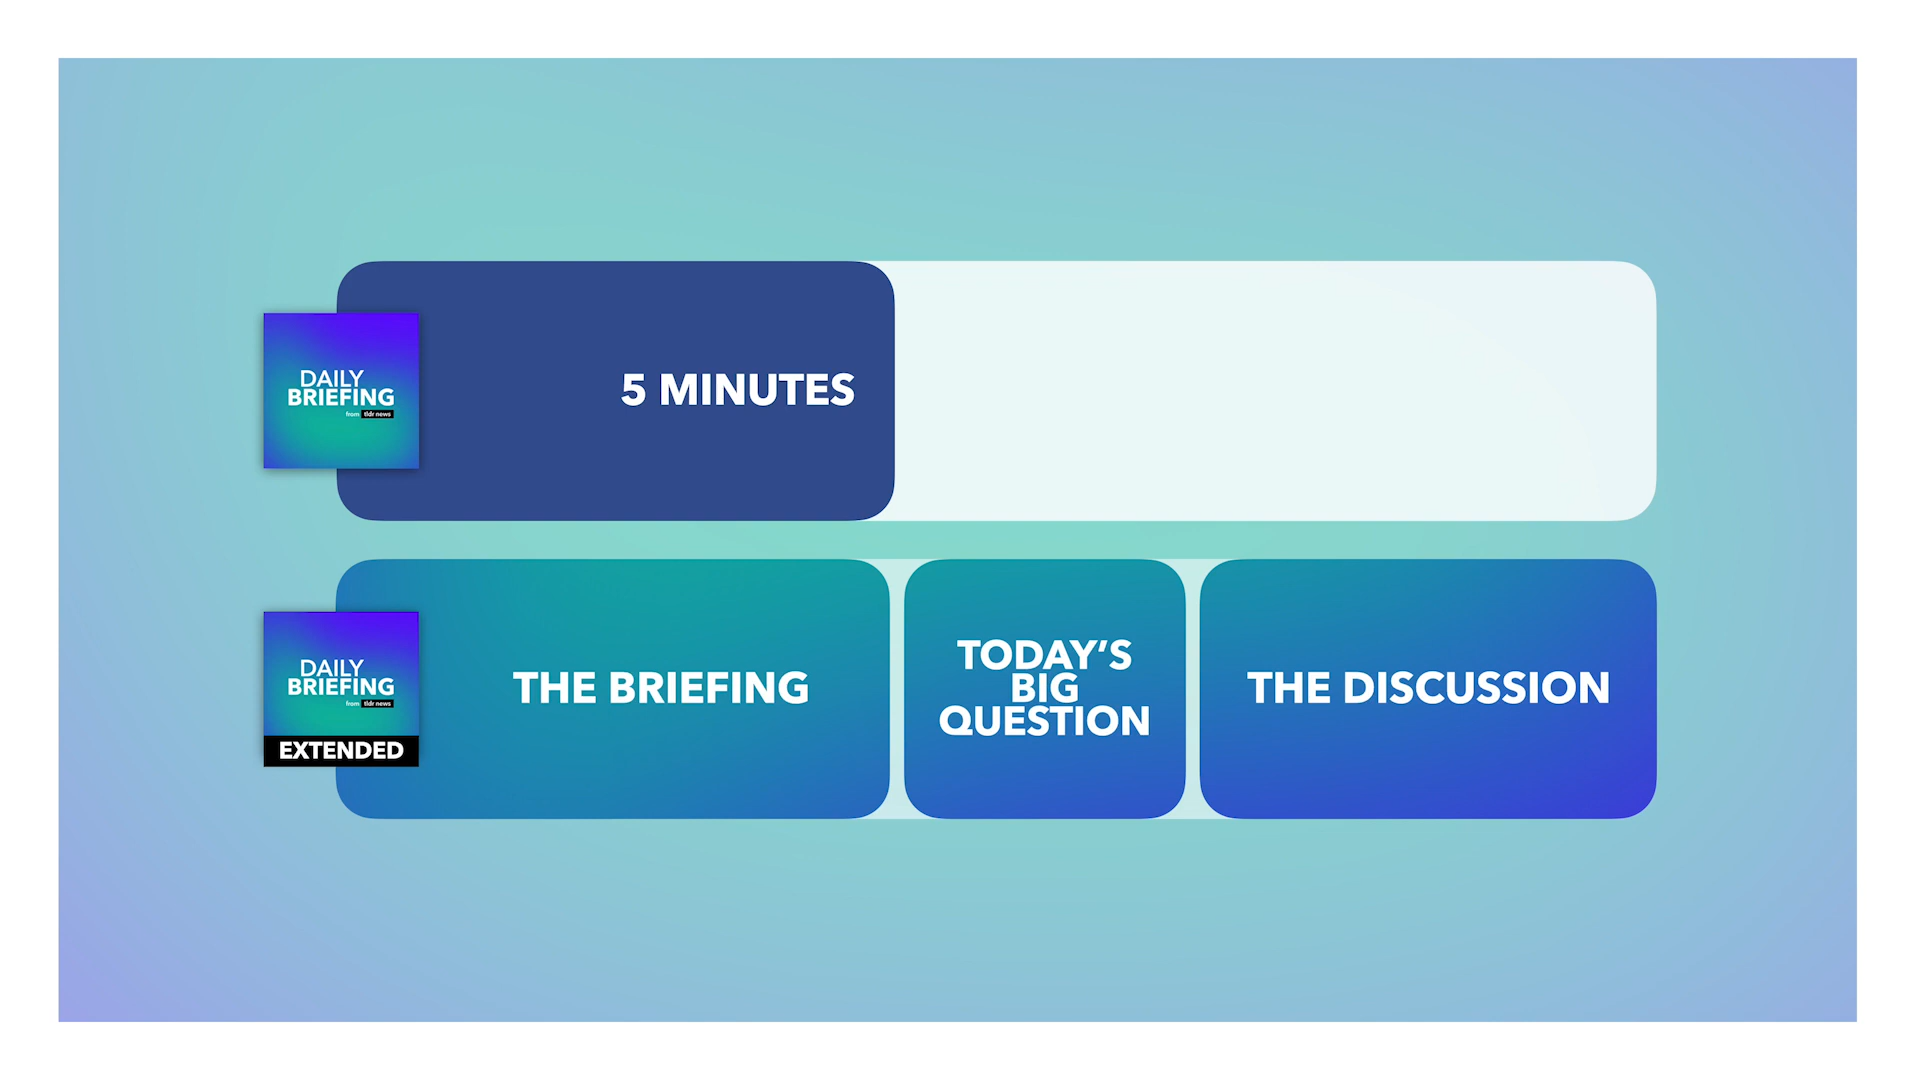 DAILY
BRIEFING
from tldr news
5 MINUTES
DAILY
BRIEFING
from tldr news
EXTENDED
THE BRIEFING
TODAY’S
BIG
QUESTION
THE DISCUSSION